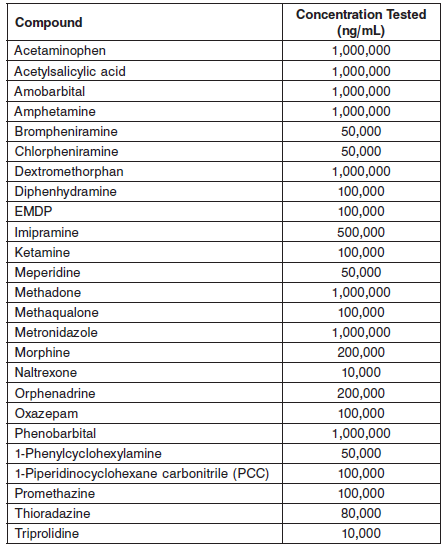 Compound Concentration Tested
(ng/mL)
Acetaminophen 1,000,000
Acetylsalicylic acid 1,000,000
Amobarbital 1,000,000
Amphetamine 1,000,000
Brompheniramine 50,000
Chlorpheniramine 50,000
Dextromethorphan 1,000,000
Diphenhydramine 100,000
EMDP 100,000
Imipramine 500,000
Ketamine 100,000
Meperidine 50,000
Methadone 1,000,000
Methaqualone 100,000
Metronidazole 1,000,000
Morphine 200,000
Naltrexone 10,000
Orphenadrine 200,000
Oxazepam 100,000
Phenobarbital 1,000,000
1-Phenylcyclohexylamine 50,000
1-Piperidinocyclohexane carbonitrile (PCC) 100,000
Promethazine 100,000
Thioradazine 80,000
Triprolidine 10,000